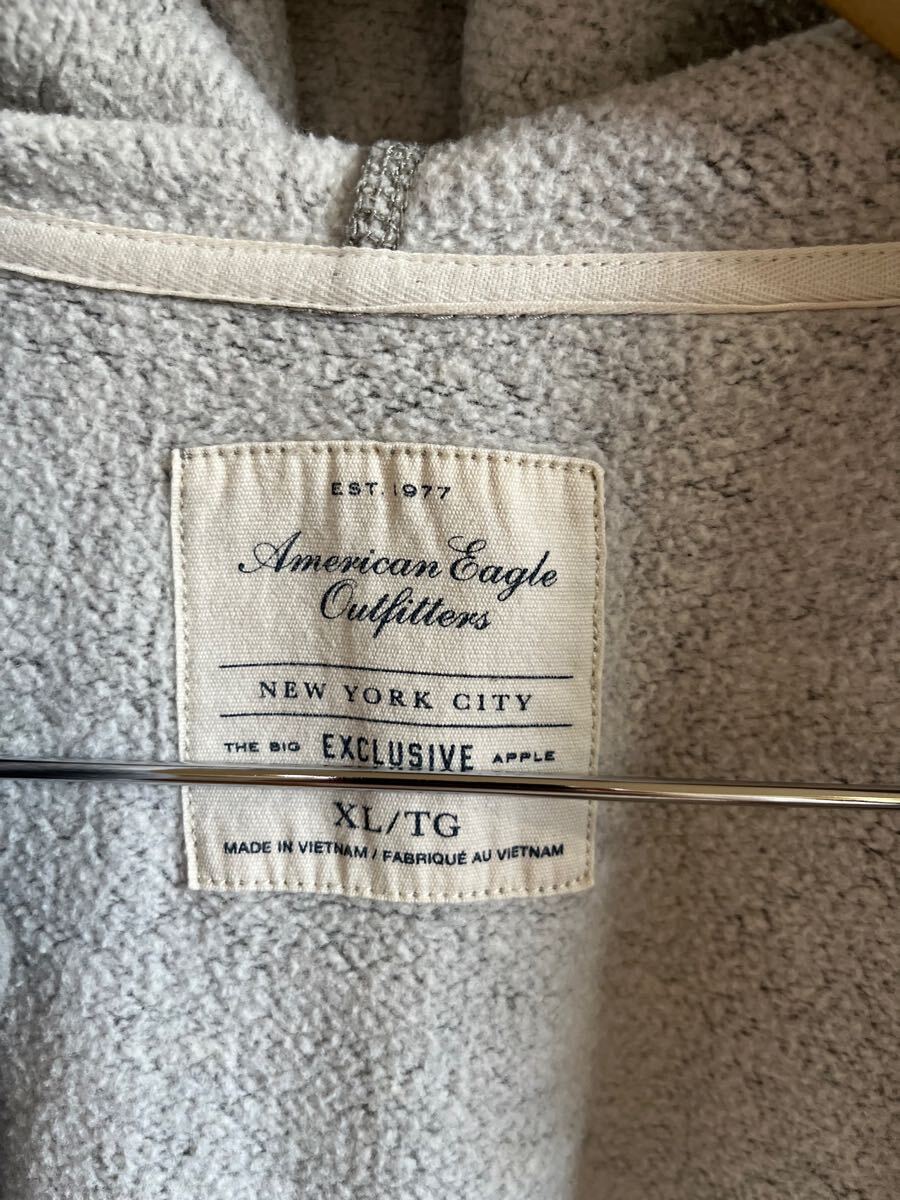 EST. 1977
American Eagle
Outfitters
NEW YORK CITY
THE BIG EXCLUSIVE APPLE
XL/TG
MADE IN VIETNAM / FABRIQUÉ AU VIETNAM